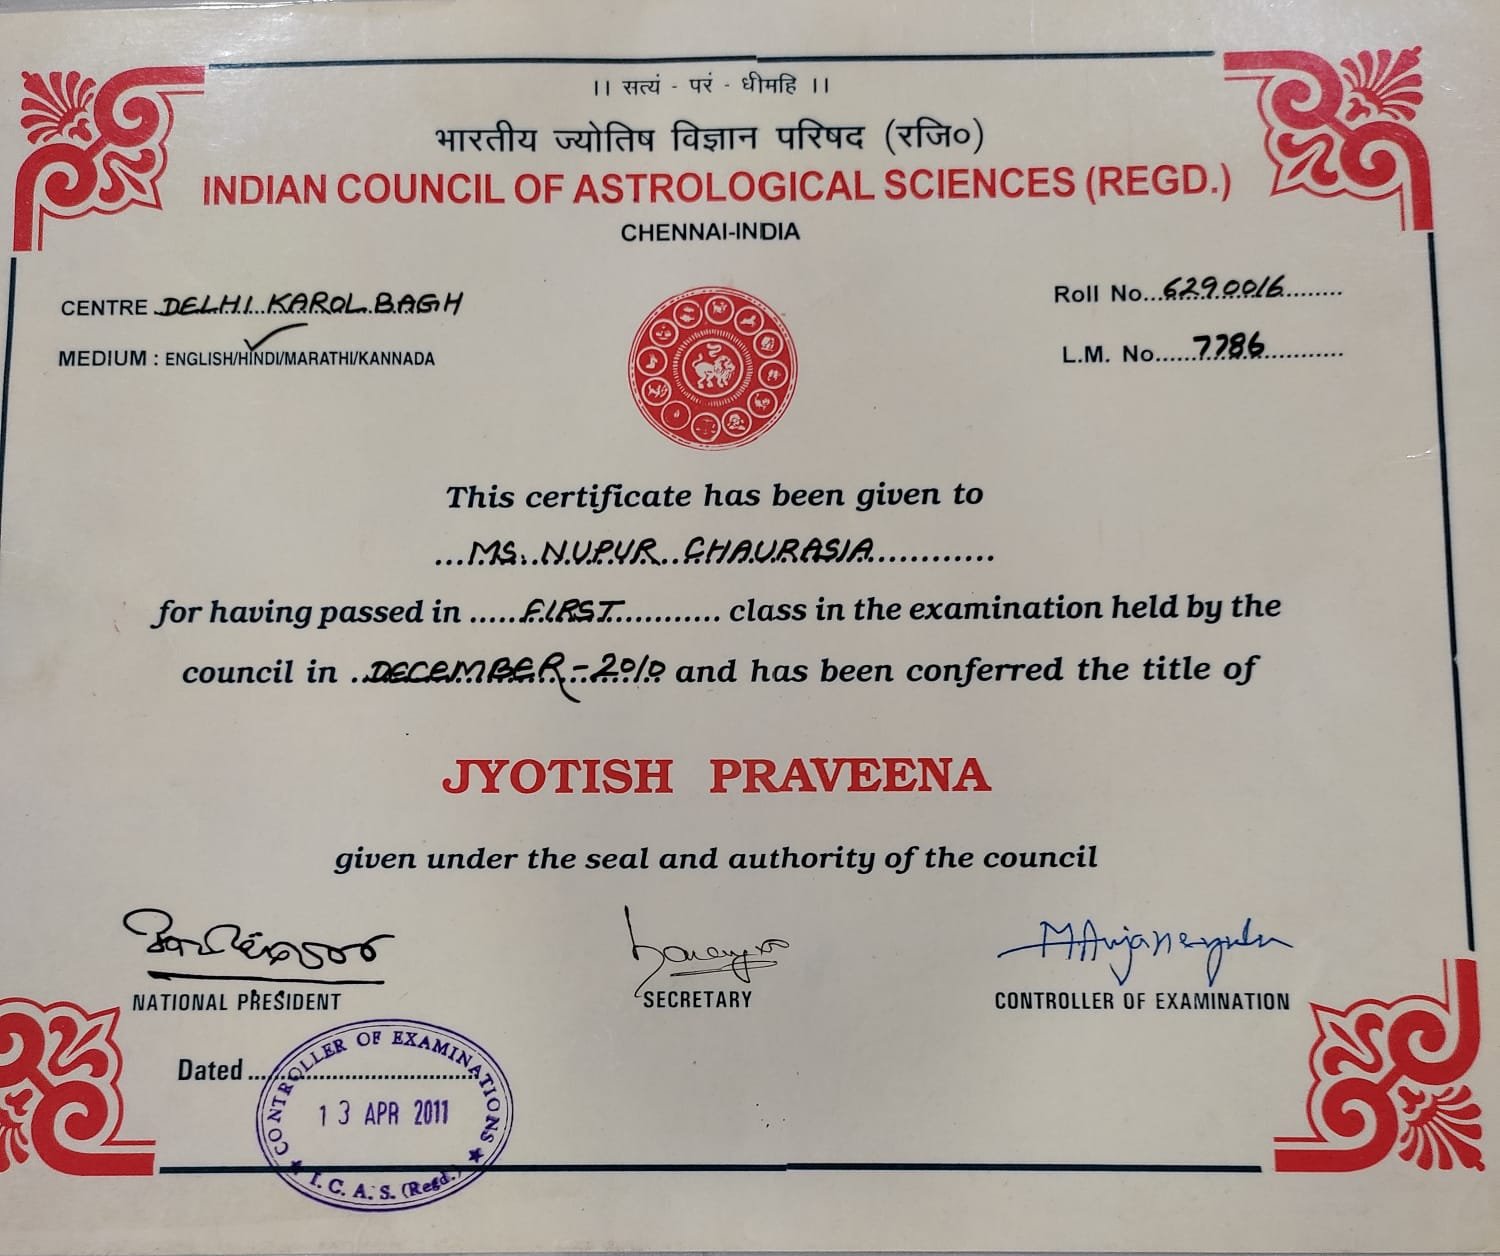 ।। सत्यं - परं - धीमहि ।।
भारतीय ज्योतिष विज्ञान परिषद (रजि०)
INDIAN COUNCIL OF ASTROLOGICAL SCIENCES (REGD.)
CHENNAI-INDIA
CENTRE DELHI KAROL BAGH
Roll No...6290016........
MEDIUM : ENGLISH/HINDI/MARATHI/KANNADA
L.M. No......7786............
This certificate has been given to
...MS. NUPUR CHAURASIA............
for having passed in .....FIRST........... class in the examination held by the
council in ..DECEMBER-2010 and has been conferred the title of
JYOTISH PRAVEENA
given under the seal and authority of the council
NATIONAL PRESIDENT
SECRETARY
M Anjaneyulu
CONTROLLER OF EXAMINATION
Dated
CONTROLLER OF EXAMINATIONS
13 APR 2011
★ I. C. A. S. (Regd.) ★